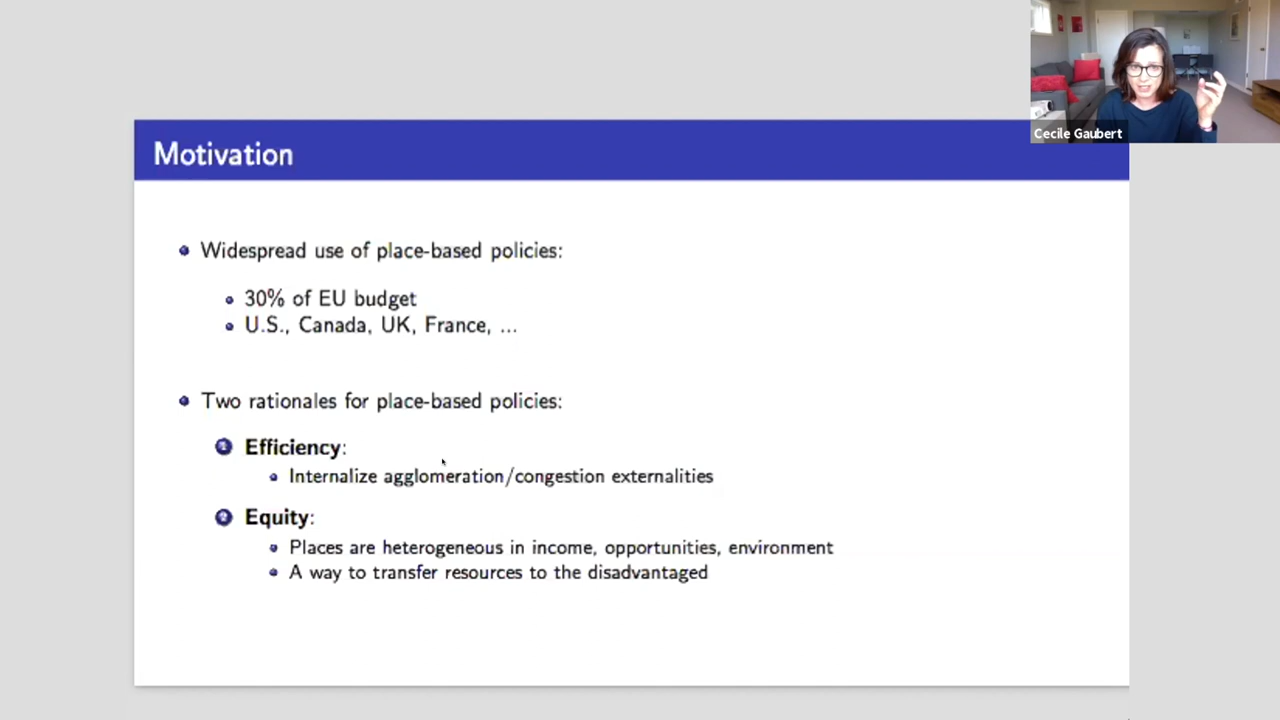 Cecile Gaubert
Motivation
Widespread use of place-based policies:
30% of EU budget
U.S., Canada, UK, France, ...
Two rationales for place-based policies:
1 Efficiency:
Internalize agglomeration/congestion externalities
2 Equity:
Places are heterogeneous in income, opportunities, environment
A way to transfer resources to the disadvantaged